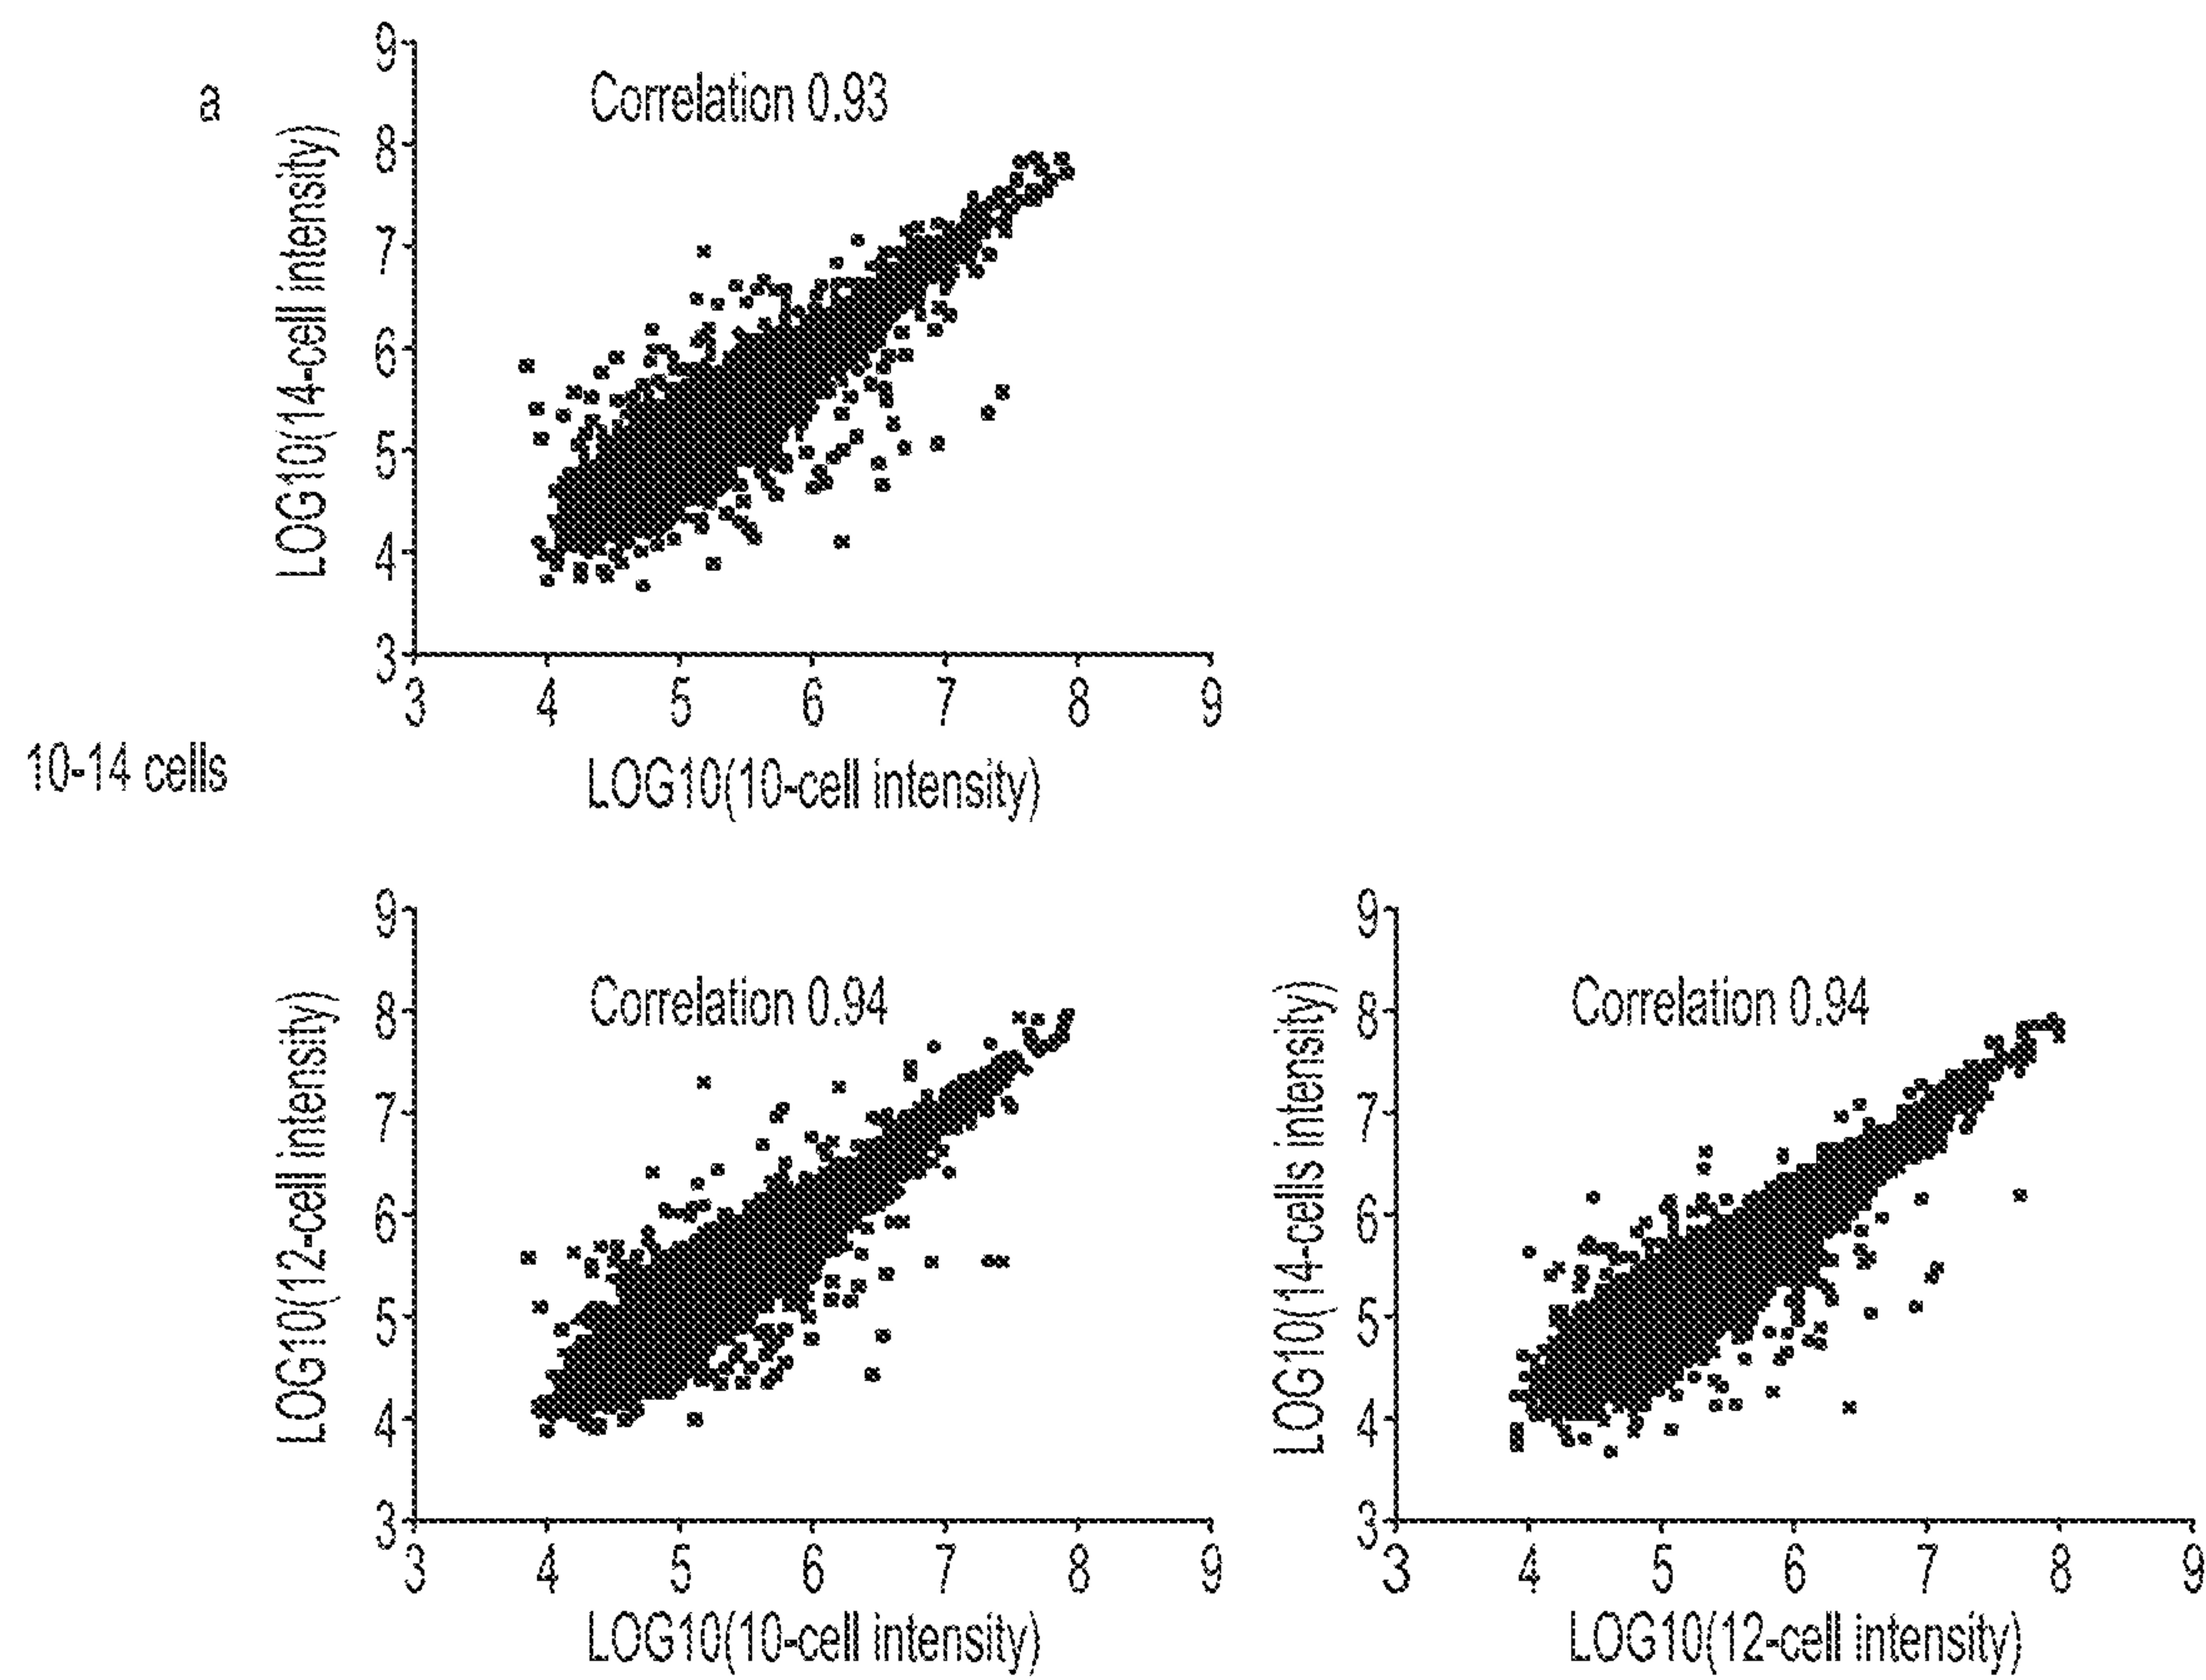 a
Correlation 0.93
LOG10(14-cell intensity)
9
8
7
6
5
4
3
3 4 5 6 7 8 9
LOG10(10-cell intensity)
10-14 cells
Correlation 0.94
LOG10(12-cell intensity)
9
8
7
6
5
4
3
3 4 5 6 7 8 9
LOG10(10-cell intensity)
Correlation 0.94
LOG10(14-cells intensity)
9
8
7
6
5
4
3
3 4 5 6 7 8 9
LOG10(12-cell intensity)